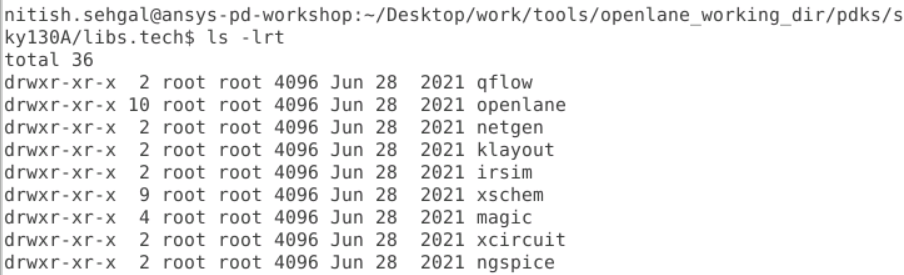 nitish.sehgal@ansys-pd-workshop:~/Desktop/work/tools/openlane_working_dir/pdks/s
ky130A/libs.tech$ ls -lrt
total 36
drwxr-xr-x  2 root root 4096 Jun 28  2021 qflow
drwxr-xr-x 10 root root 4096 Jun 28  2021 openlane
drwxr-xr-x  2 root root 4096 Jun 28  2021 netgen
drwxr-xr-x  2 root root 4096 Jun 28  2021 klayout
drwxr-xr-x  2 root root 4096 Jun 28  2021 irsim
drwxr-xr-x  9 root root 4096 Jun 28  2021 xschem
drwxr-xr-x  4 root root 4096 Jun 28  2021 magic
drwxr-xr-x  2 root root 4096 Jun 28  2021 xcircuit
drwxr-xr-x  2 root root 4096 Jun 28  2021 ngspice